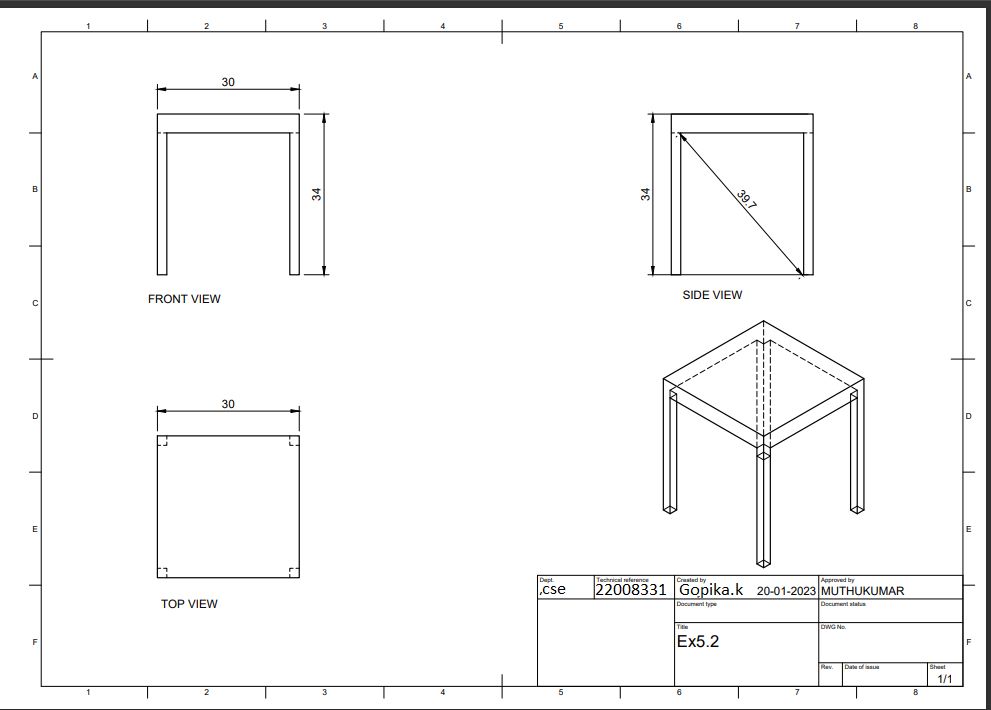 1 2 3 4 5 6 7 8
A A
30
34
34
39.7
B B
FRONT VIEW
SIDE VIEW
C C
30
D D
E E
TOP VIEW
Dept. Technical reference Created by Approved by
,cse 22008331 Gopika.k 20-01-2023 MUTHUKUMAR
Document type Document status
Title DWG No.
Ex5.2
F F
Rev. Date of issue Sheet
1/1
1 2 3 4 5 6 7 8